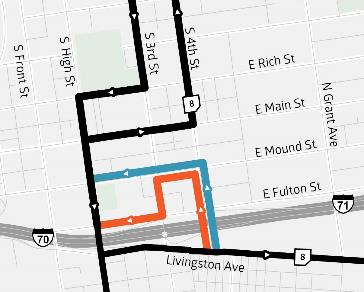 S Front St
S High St
S 3rd St
S 4th St
E Rich St
8
E Main St
N Grant Ave
E Mound St
E Fulton St
71
70
8
Livingston Ave